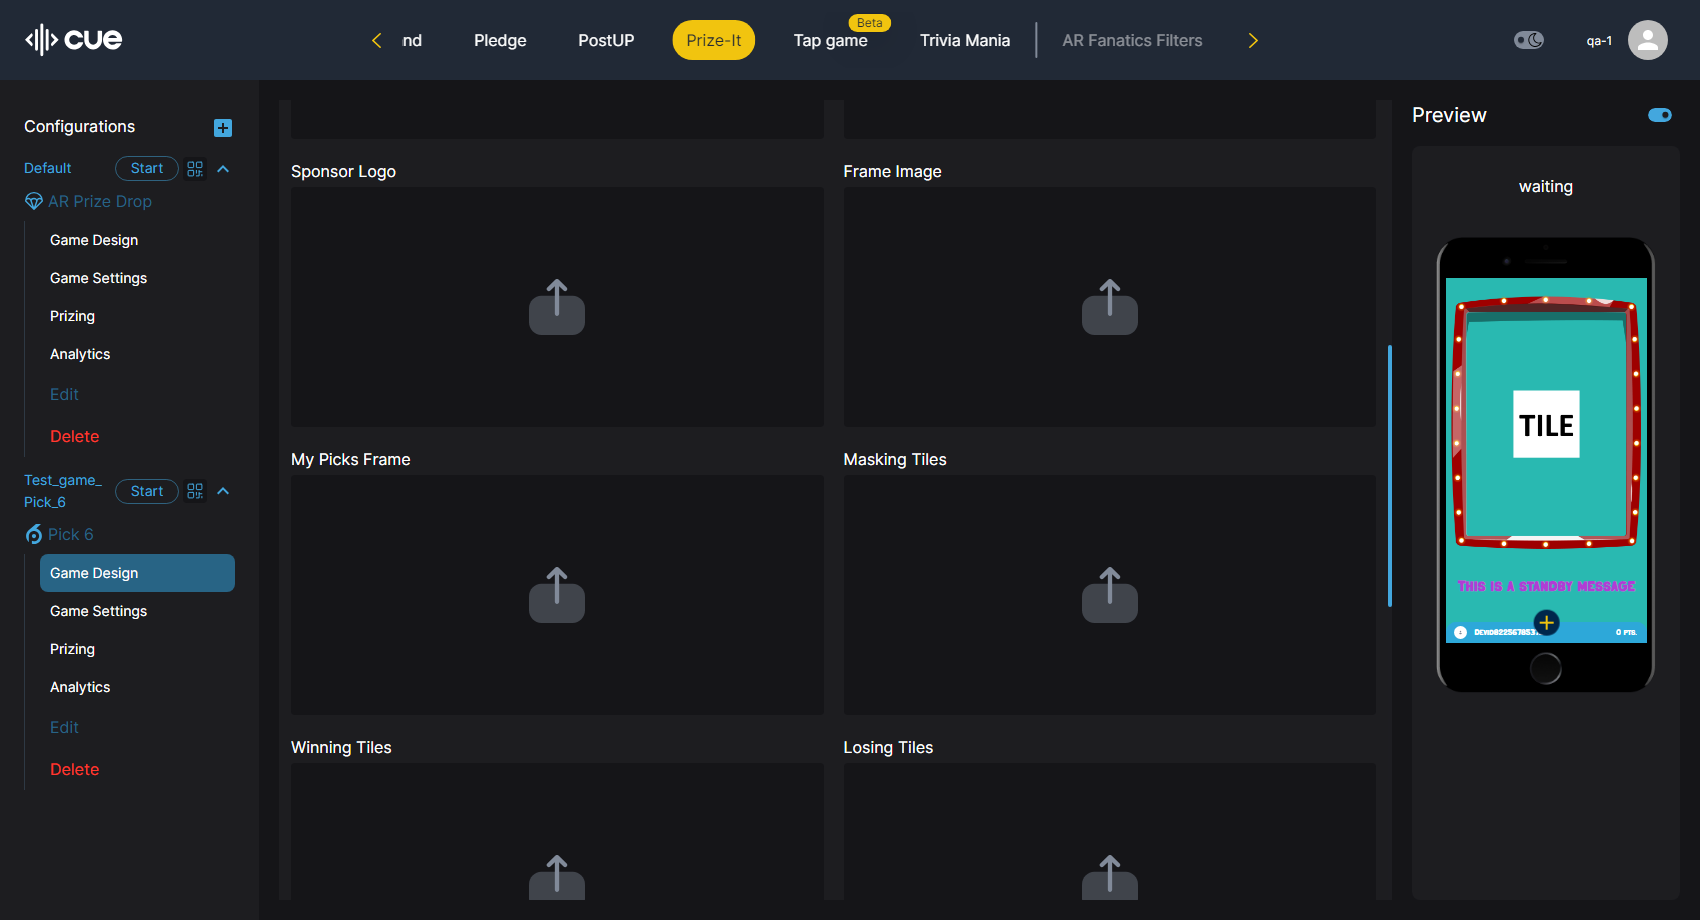 cue
nd
Pledge
PostUP
Prize-It
Beta
Tap game
Trivia Mania
AR Fanatics Filters
qa-1
Configurations
Default
Start
AR Prize Drop
Game Design
Game Settings
Prizing
Analytics
Edit
Delete
Test_game_
Pick_6
Start
Pick 6
Game Design
Game Settings
Prizing
Analytics
Edit
Delete
Sponsor Logo
Frame Image
My Picks Frame
Masking Tiles
Winning Tiles
Losing Tiles
Preview
waiting
TILE
THIS IS A STANDBY MESSAGE
0 PTS.